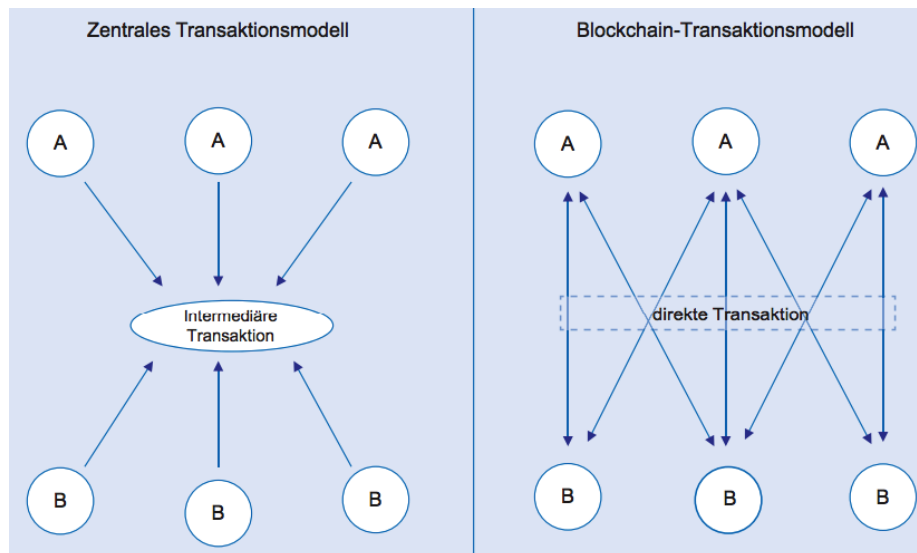 Zentrales Transaktionsmodell
Blockchain-Transaktionsmodell
A A A
A A A
Intermediäre
Transaktion
direkte Transaktion
B B B
B B B